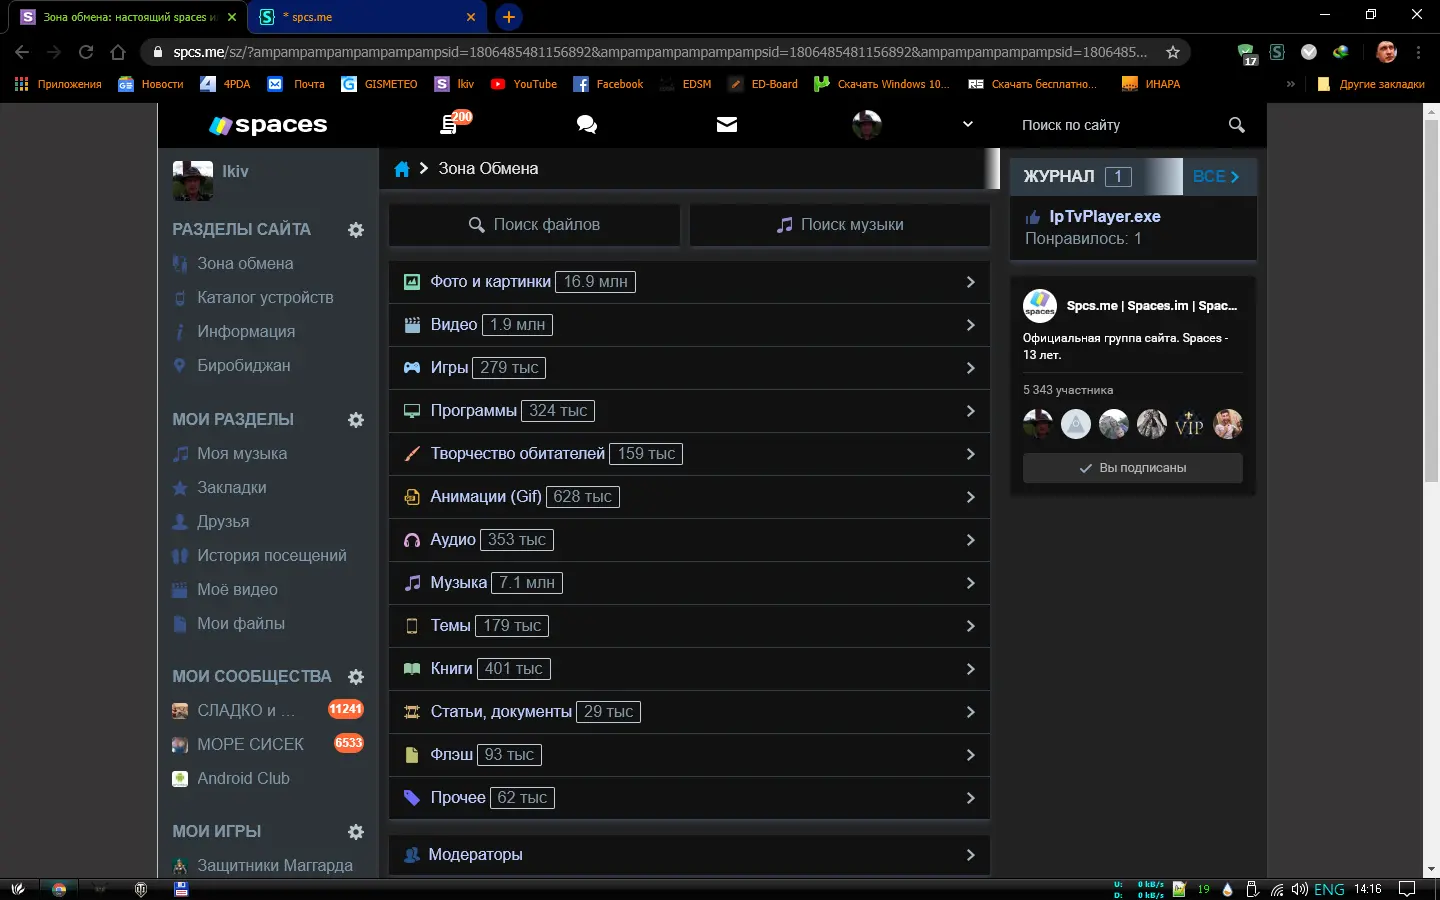 Зона обмена: настоящий spaces и
* spcs.me
spcs.me/sz/?ampampampampampampampsid=1806485481156892&ampampampampampampsid=1806485481156892&ampampampampampsid=1806485...
17
Приложения
Новости
4PDA
Почта
GISMETEO
Ikiv
YouTube
Facebook
EDSM
ED-Board
Скачать Windows 10...
Скачать бесплатно...
ИНАРА
»
Другие закладки
spaces
200
Поиск по сайту
Ikiv
РАЗДЕЛЫ САЙТА
Зона обмена
Каталог устройств
Информация
Биробиджан
МОИ РАЗДЕЛЫ
Моя музыка
Закладки
Друзья
История посещений
Моё видео
Мои файлы
МОИ СООБЩЕСТВА
СЛАДКО и ... 11241
МОРЕ СИСЕК 6533
Android Club
МОИ ИГРЫ
Защитники Маггарда
Зона Обмена
Поиск файлов
Поиск музыки
Фото и картинки 16.9 млн
Видео 1.9 млн
Игры 279 тыс
Программы 324 тыс
Творчество обитателей 159 тыс
Анимации (Gif) 628 тыс
Аудио 353 тыс
Музыка 7.1 млн
Темы 179 тыс
Книги 401 тыс
Статьи, документы 29 тыс
Флэш 93 тыс
Прочее 62 тыс
Модераторы
ЖУРНАЛ 1 ВСЕ
IpTvPlayer.exe
Понравилось: 1
spaces
Spcs.me | Spaces.im | Spac...
Официальная группа сайта. Spaces -
13 лет.
5 343 участника
VIP
Вы подписаны
U: 0 kB/s
D: 0 kB/s
19
ENG
14:16